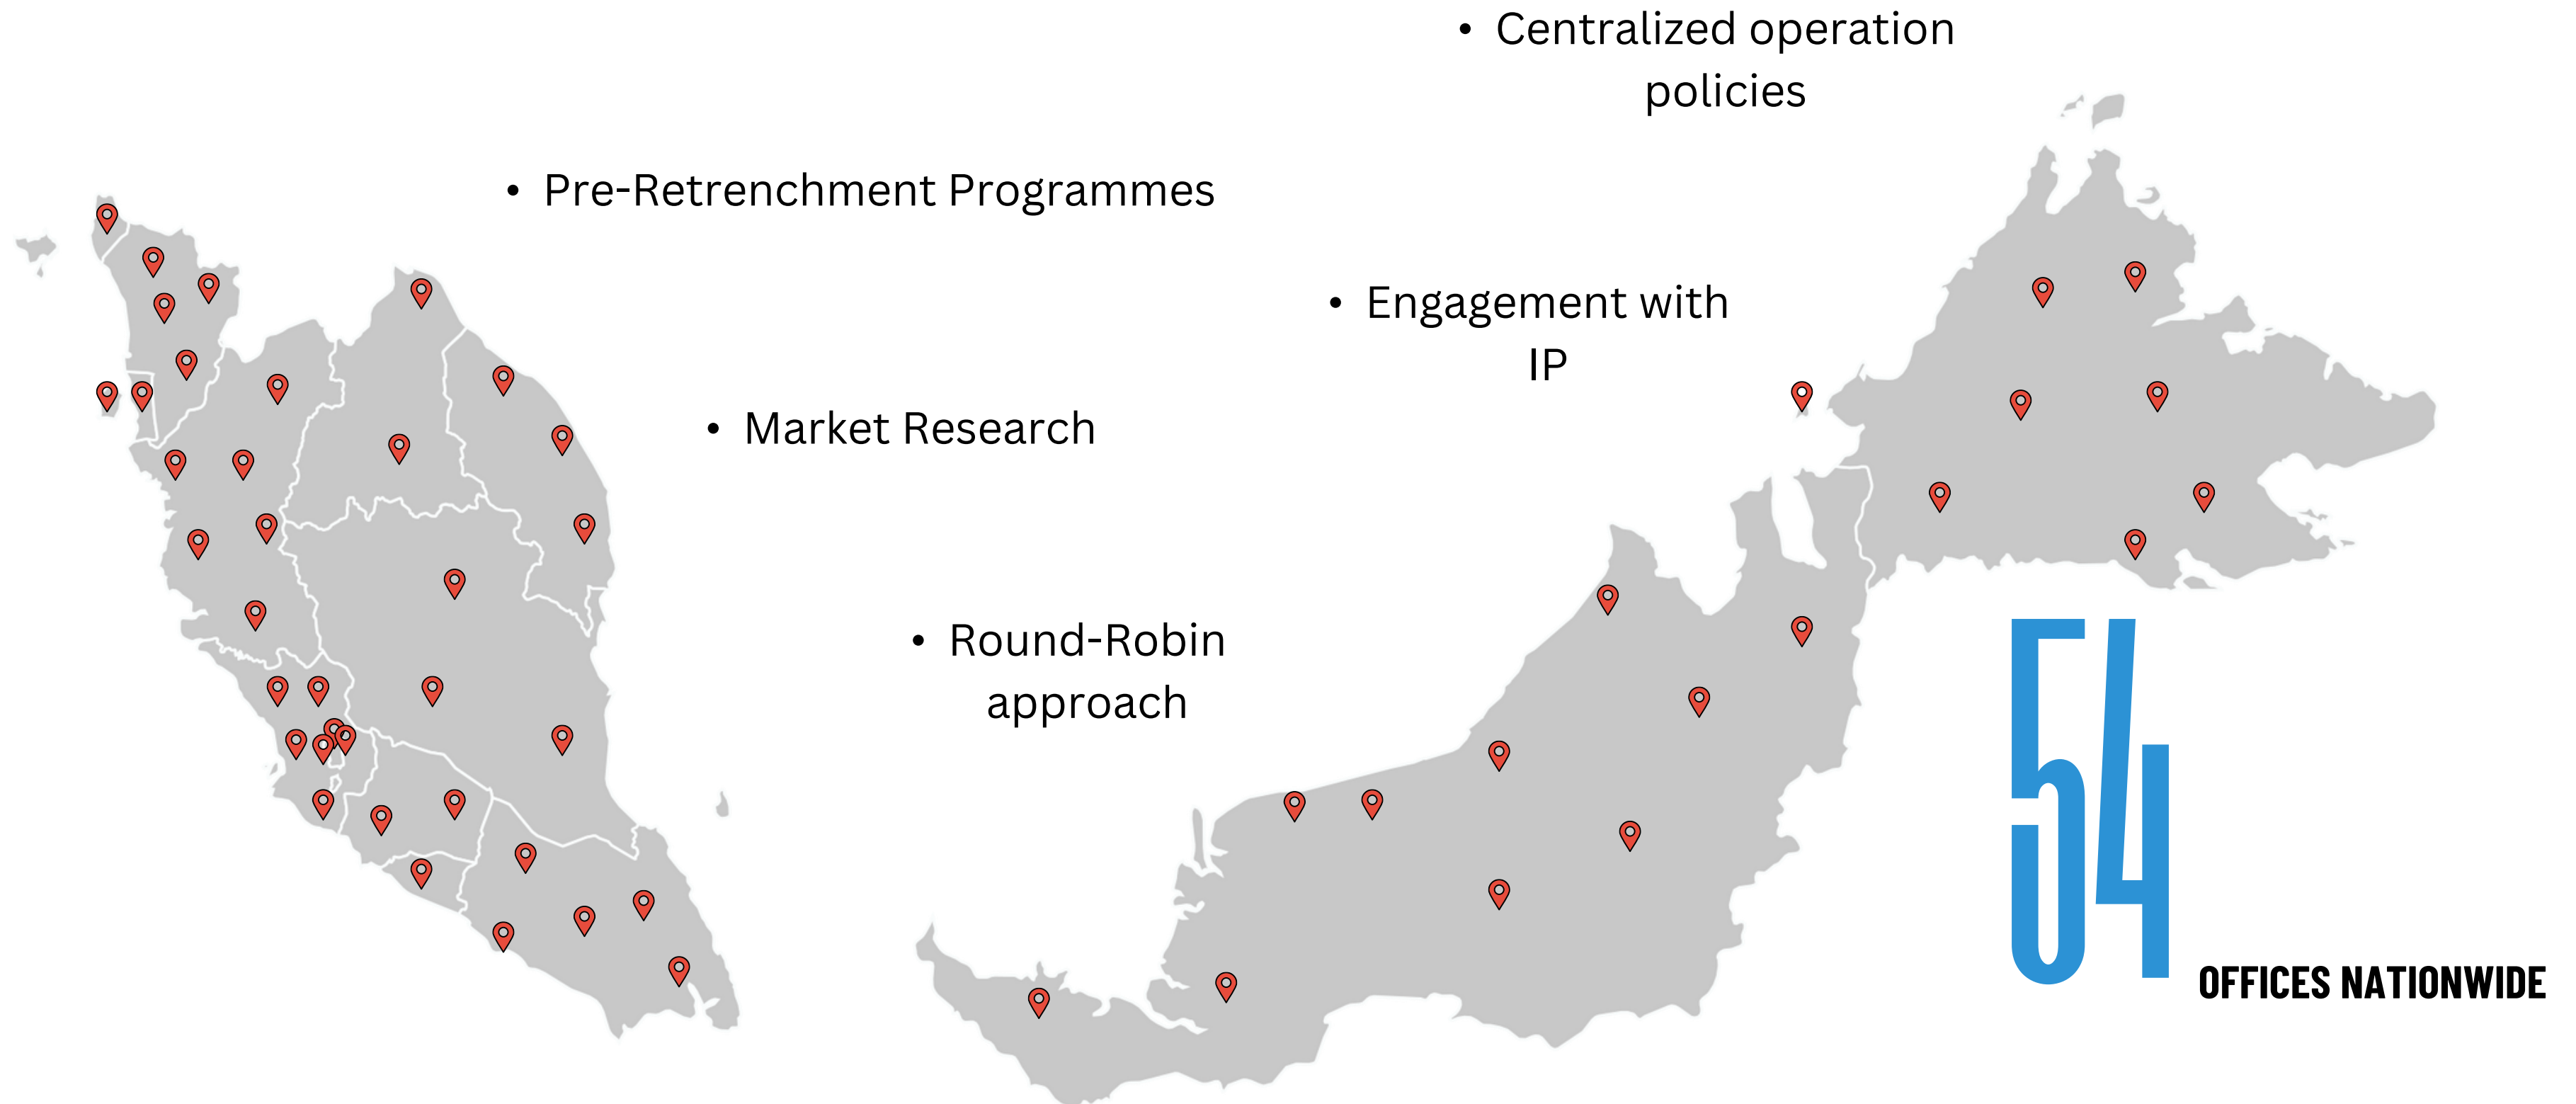 • Centralized operation
policies
• Pre-Retrenchment Programmes
• Engagement with
IP
• Market Research
• Round-Robin
approach
54
OFFICES NATIONWIDE